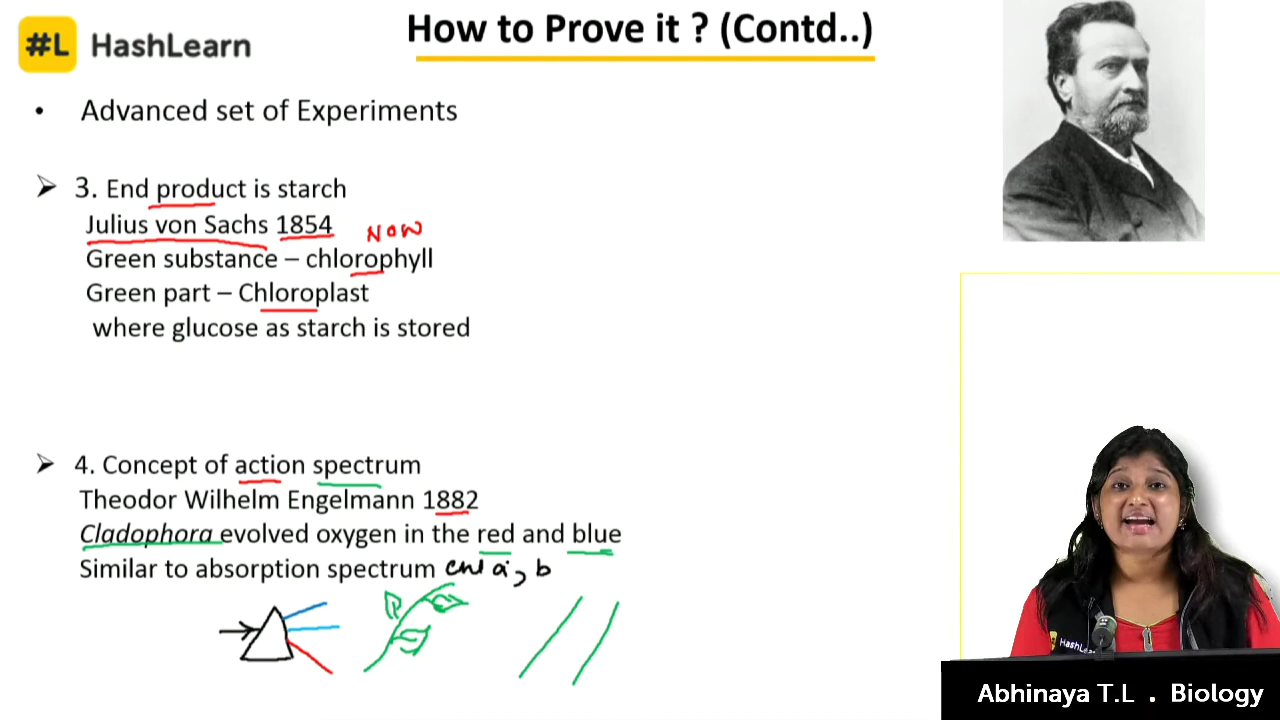 #L HashLearn
How to Prove it ? (Contd..)
• Advanced set of Experiments
➢ 3. End product is starch
Julius von Sachs 1854
NOW
Green substance – chlorophyll
Green part – Chloroplast
where glucose as starch is stored
➢ 4. Concept of action spectrum
Theodor Wilhelm Engelmann 1882
Cladophora evolved oxygen in the red and blue
Similar to absorption spectrum chl a, b
HashLearn
Abhinaya T.L . Biology